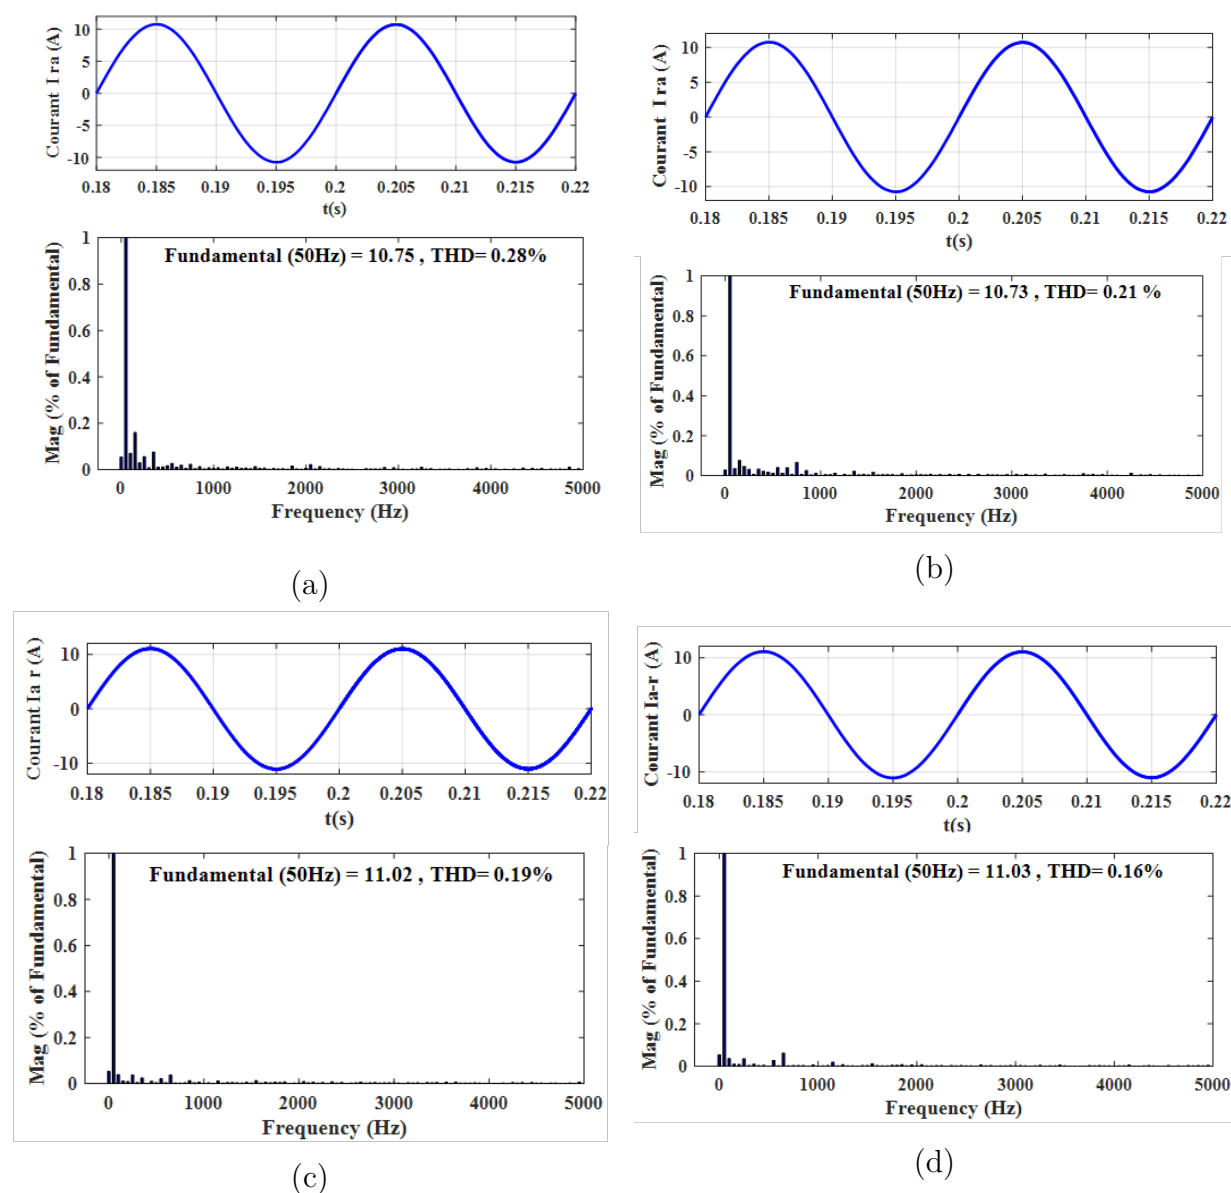 Courant I ra (A)
10
5
0
-5
-10
0.18 0.185 0.19 0.195 0.2 0.205 0.21 0.215 0.22
t(s)
Mag (% of Fundamental)
1
0.8
0.6
0.4
0.2
0
Fundamental (50Hz) = 10.75 , THD= 0.28%
0 1000 2000 3000 4000 5000
Frequency (Hz)
(a)
Courant I ra (A)
10
5
0
-5
-10
0.18 0.185 0.19 0.195 0.2 0.205 0.21 0.215 0.22
t(s)
Mag (% of Fundamental)
1
0.8
0.6
0.4
0.2
0
Fundamental (50Hz) = 10.73 , THD= 0.21 %
0 1000 2000 3000 4000 5000
Frequency (Hz)
(b)
Courant Ia r (A)
10
0
-10
0.18 0.185 0.19 0.195 0.2 0.205 0.21 0.215 0.22
t(s)
Mag (% of Fundamental)
1
0.8
0.6
0.4
0.2
0
Fundamental (50Hz) = 11.02 , THD= 0.19%
0 1000 2000 3000 4000 5000
Frequency (Hz)
(c)
Courant Ia-r (A)
10
0
-10
0.18 0.185 0.19 0.195 0.2 0.205 0.21 0.215 0.22
t(s)
Mag (% of Fundamental)
1
0.8
0.6
0.4
0.2
0
Fundamental (50Hz) = 11.03 , THD= 0.16%
0 1000 2000 3000 4000 5000
Frequency (Hz)
(d)